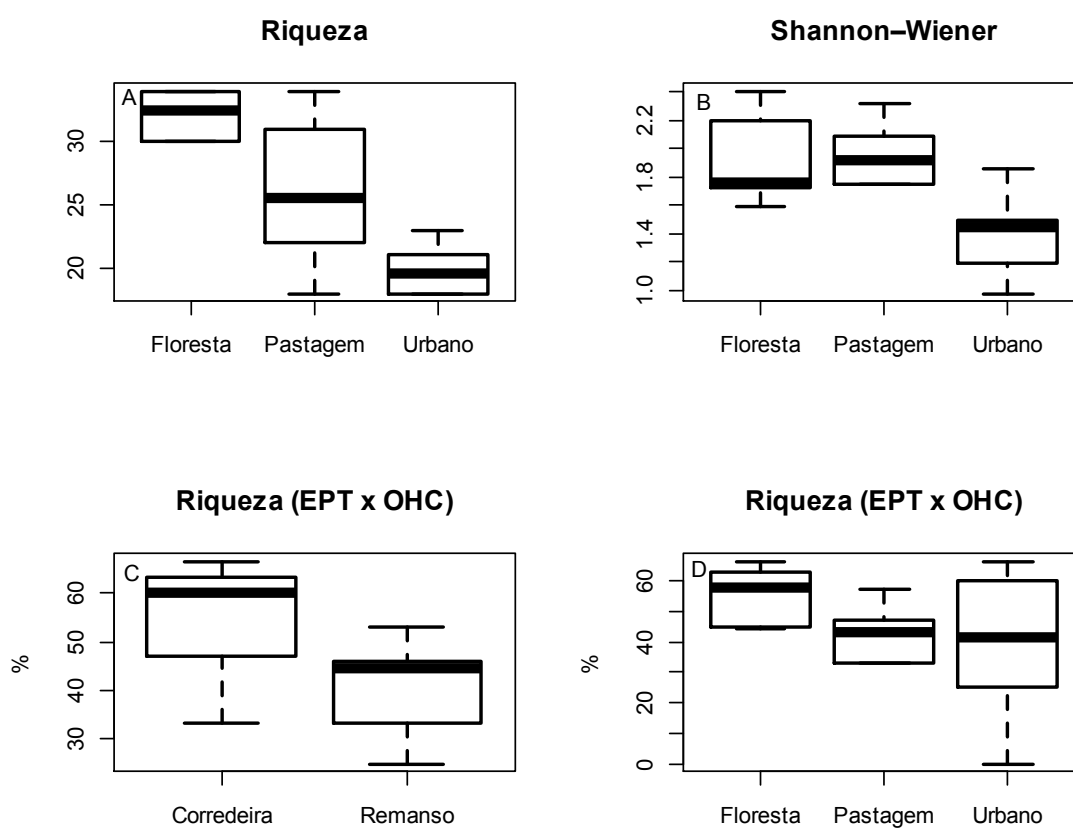 Riqueza
A
30
25
20
Floresta Pastagem Urbano
Shannon–Wiener
B
2.2
1.8
1.4
1.0
Floresta Pastagem Urbano
Riqueza (EPT x OHC)
C
60
50
40
30
%
Corredeira Remanso
Riqueza (EPT x OHC)
D
60
40
20
0
%
Floresta Pastagem Urbano